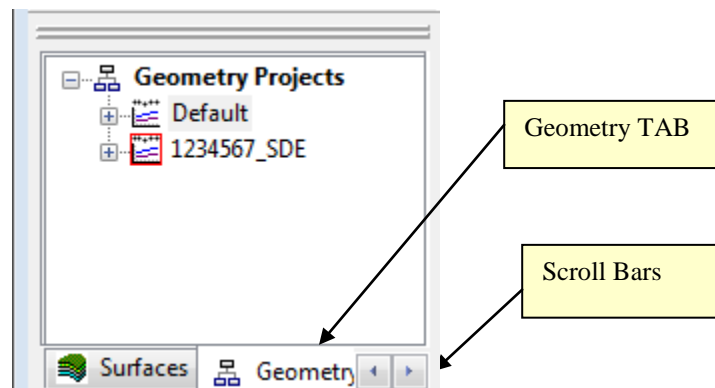 Geometry Projects
Default
1234567_SDE
Geometry TAB
Scroll Bars
Surfaces
Geometry